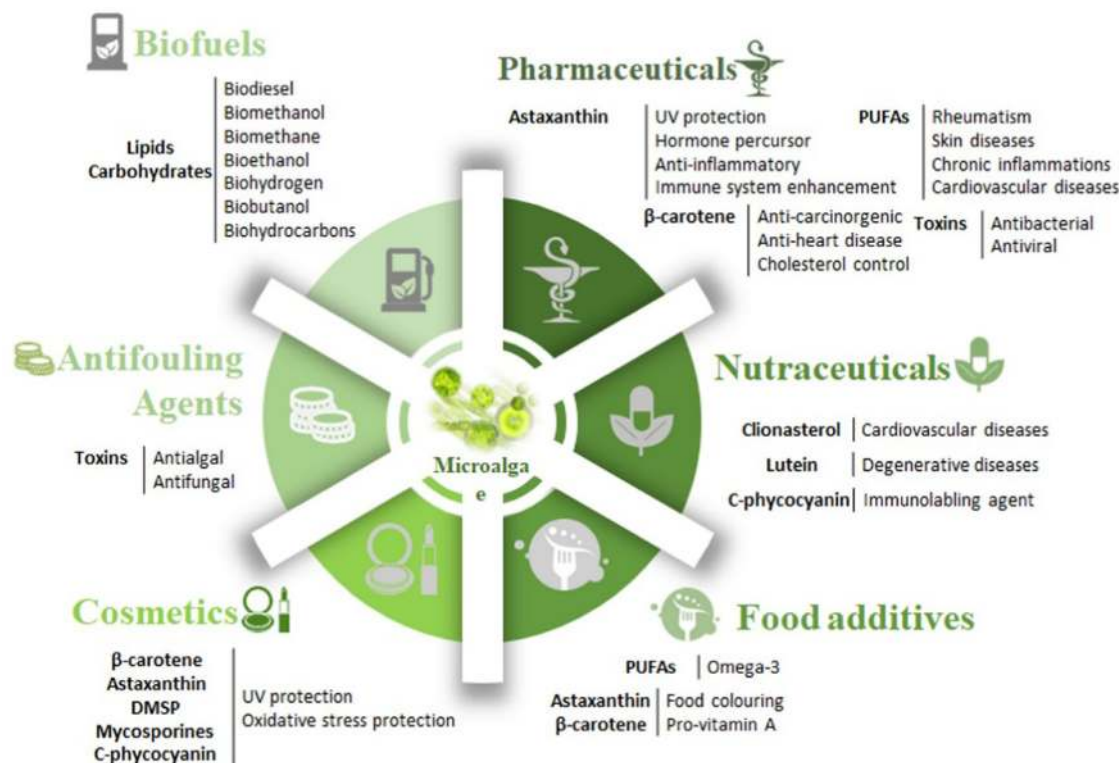 Biofuels
Lipids
Carbohydrates
Biodiesel
Biomethanol
Biomethane
Bioethanol
Biohydrogen
Biobutanol
Biohydrocarbons
Pharmaceuticals
Astaxanthin
UV protection
Hormone percursor
Anti-inflammatory
Immune system enhancement
PUFAs
Rheumatism
Skin diseases
Chronic inflammations
Cardiovascular diseases
β-carotene
Anti-carcinorgenic
Anti-heart disease
Cholesterol control
Toxins
Antibacterial
Antiviral
Antifouling
Agents
Toxins
Antialgal
Antifungal
Microalga
e
Nutraceuticals
Clionasterol
Cardiovascular diseases
Lutein
Degenerative diseases
C-phycocyanin
Immunolabling agent
Cosmetics
β-carotene
Astaxanthin
DMSP
Mycosporines
C-phycocyanin
UV protection
Oxidative stress protection
Food additives
PUFAs
Omega-3
Astaxanthin
β-carotene
Food colouring
Pro-vitamin A